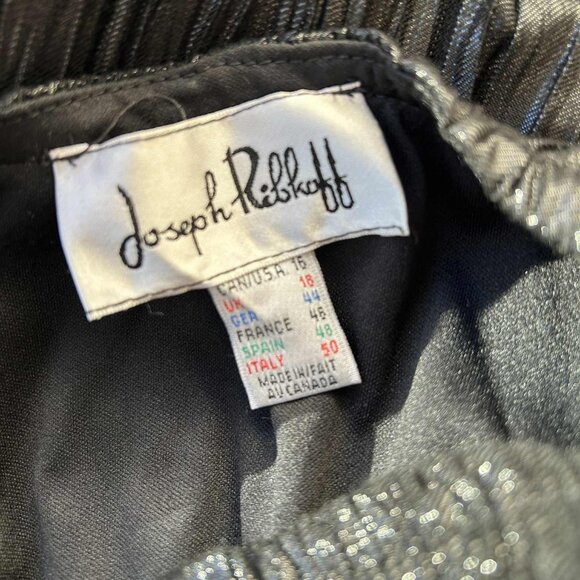 Joseph Ribkoff
CAN/U.S.A. 16
UK 18
GER 44
FRANCE 46
SPAIN 48
ITALY 50
MADE IN/FAIT
AU CANADA